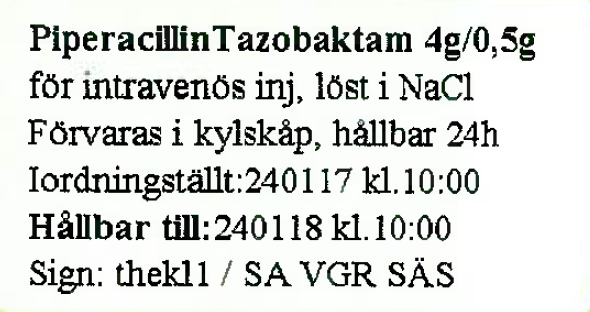 PiperacillinTazobaktam 4g/0,5g
för intravenös inj, löst i NaCl
Förvaras i kylskåp, hållbar 24h
Iordningställt:240117 kl.10:00
Hållbar till:240118 kl.10:00
Sign: thekl1 / SA VGR SÄS